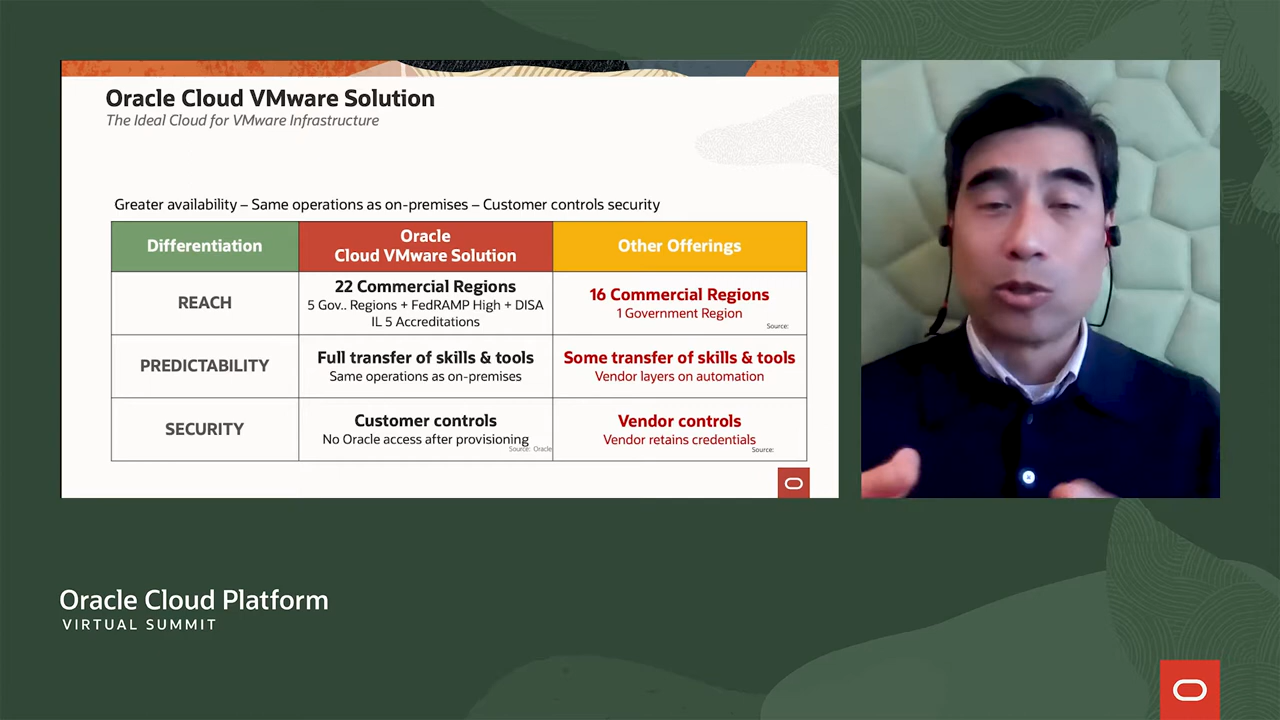 Oracle Cloud VMware Solution
The Ideal Cloud for VMware Infrastructure
Greater availability – Same operations as on-premises – Customer controls security
Differentiation
Oracle
Cloud VMware Solution
Other Offerings
REACH
22 Commercial Regions
5 Gov.. Regions + FedRAMP High + DISA
IL 5 Accreditations
16 Commercial Regions
1 Government Region
Source:
PREDICTABILITY
Full transfer of skills & tools
Same operations as on-premises
Some transfer of skills & tools
Vendor layers on automation
SECURITY
Customer controls
No Oracle access after provisioning
Source: Oracle
Vendor controls
Vendor retains credentials
Source:
Oracle Cloud Platform
VIRTUAL SUMMIT